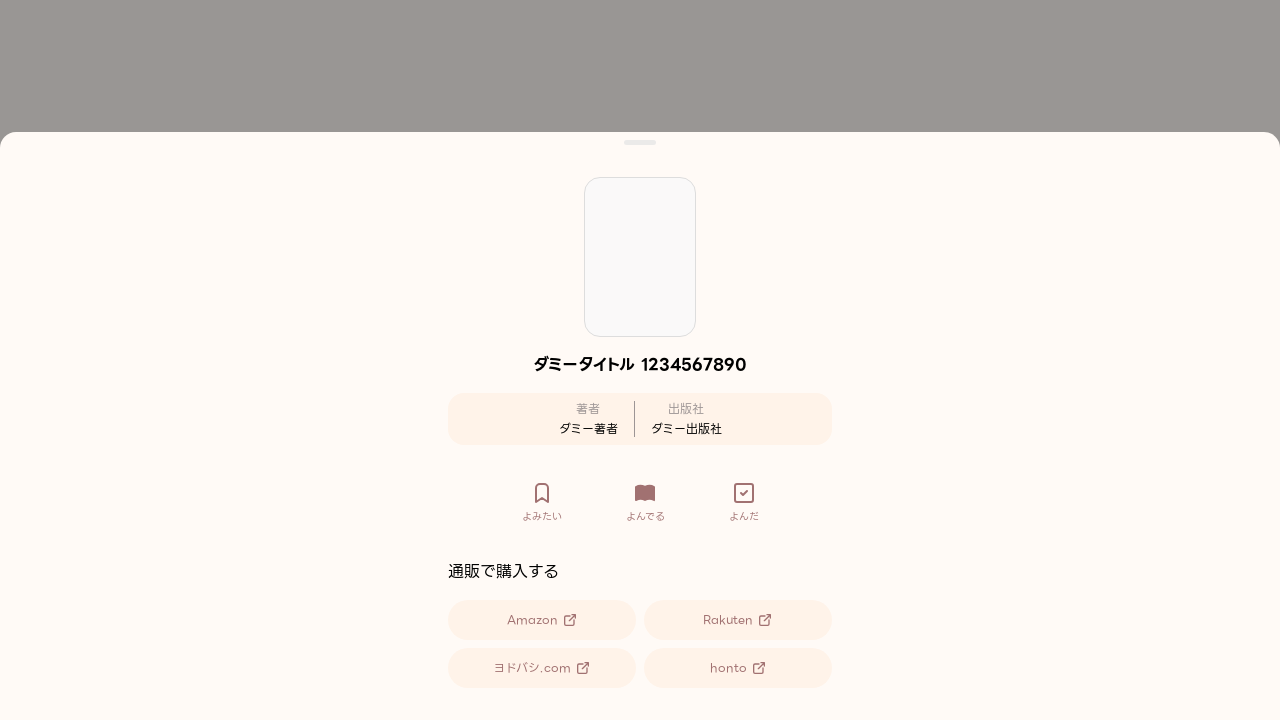 ダミータイトル 1234567890
著者
ダミー著者
出版社
ダミー出版社
よみたい
よんでる
よんだ
通販で購入する
Amazon
Rakuten
ヨドバシ.com
honto